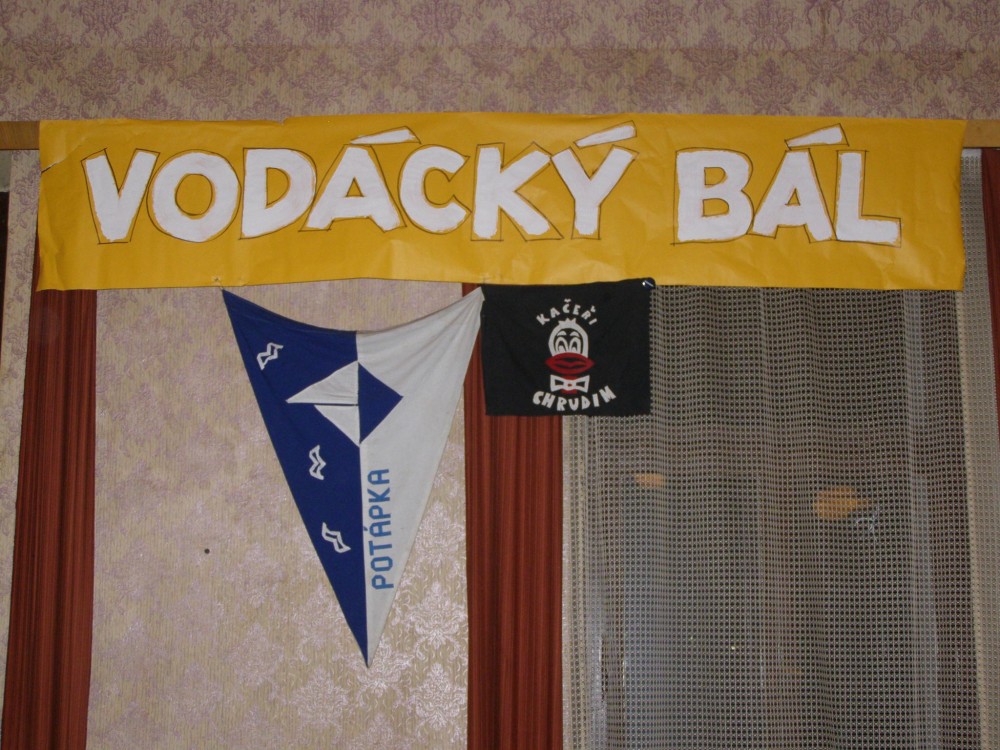 VODÁCKÝ BÁL
KAČEŘI
CHRUDIM
POTÁPKA